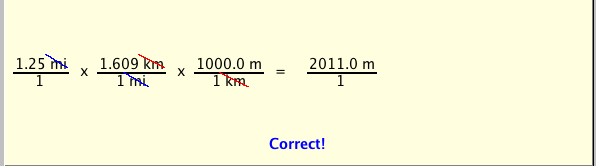 1.25 mi x 1.609 km x 1000.0 m = 2011.0 m
1 1 mi 1 km 1
Correct!